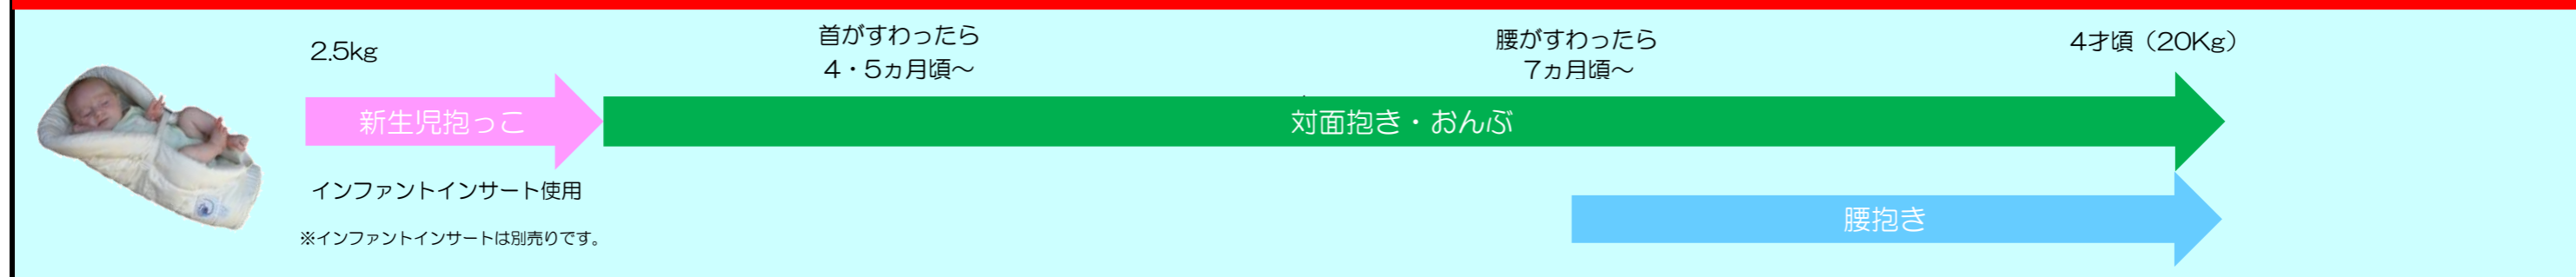 2.5kg
首がすわったら
4・5ヵ月頃～
腰がすわったら
7ヵ月頃～
4才頃（20Kg）
新生児抱っこ
対面抱き・おんぶ
インファントインサート使用
腰抱き
※インファントインサートは別売りです。